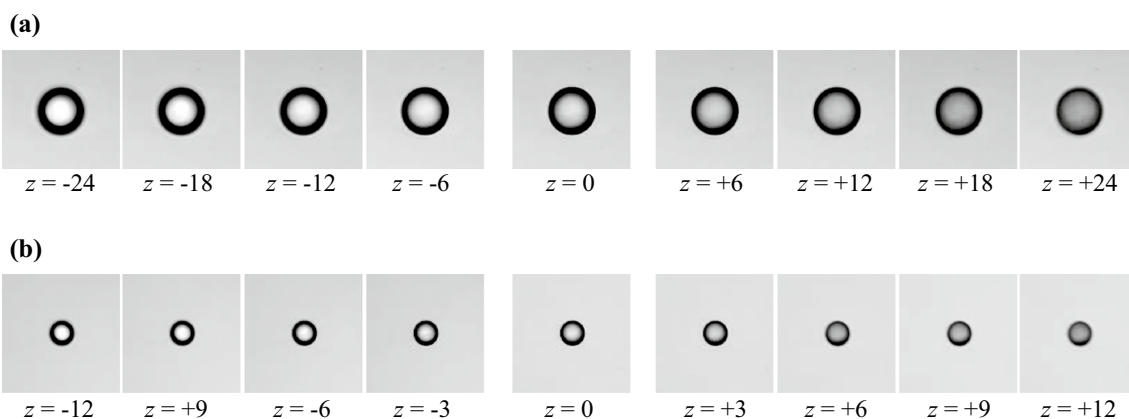 (a)
z = -24 z = -18 z = -12 z = -6 z = 0 z = +6 z = +12 z = +18 z = +24
(b)
z = -12 z = +9 z = -6 z = -3 z = 0 z = +3 z = +6 z = +9 z = +12